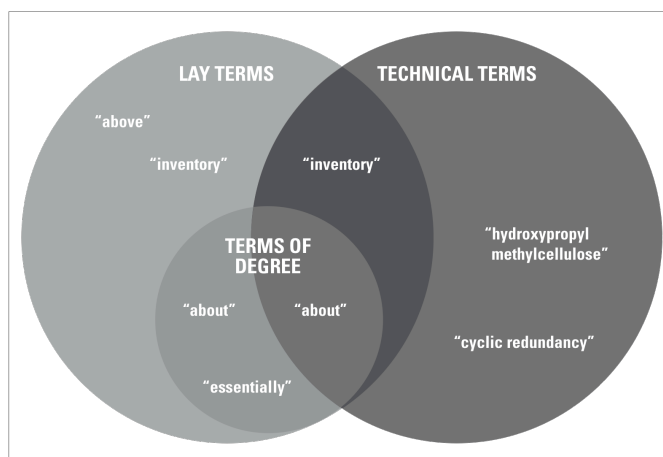 LAY TERMS
TECHNICAL TERMS
“above”
“inventory”
“inventory”
“hydroxypropyl
methylcellulose”
TERMS OF
DEGREE
“about”
“about”
“cyclic redundancy”
“essentially”